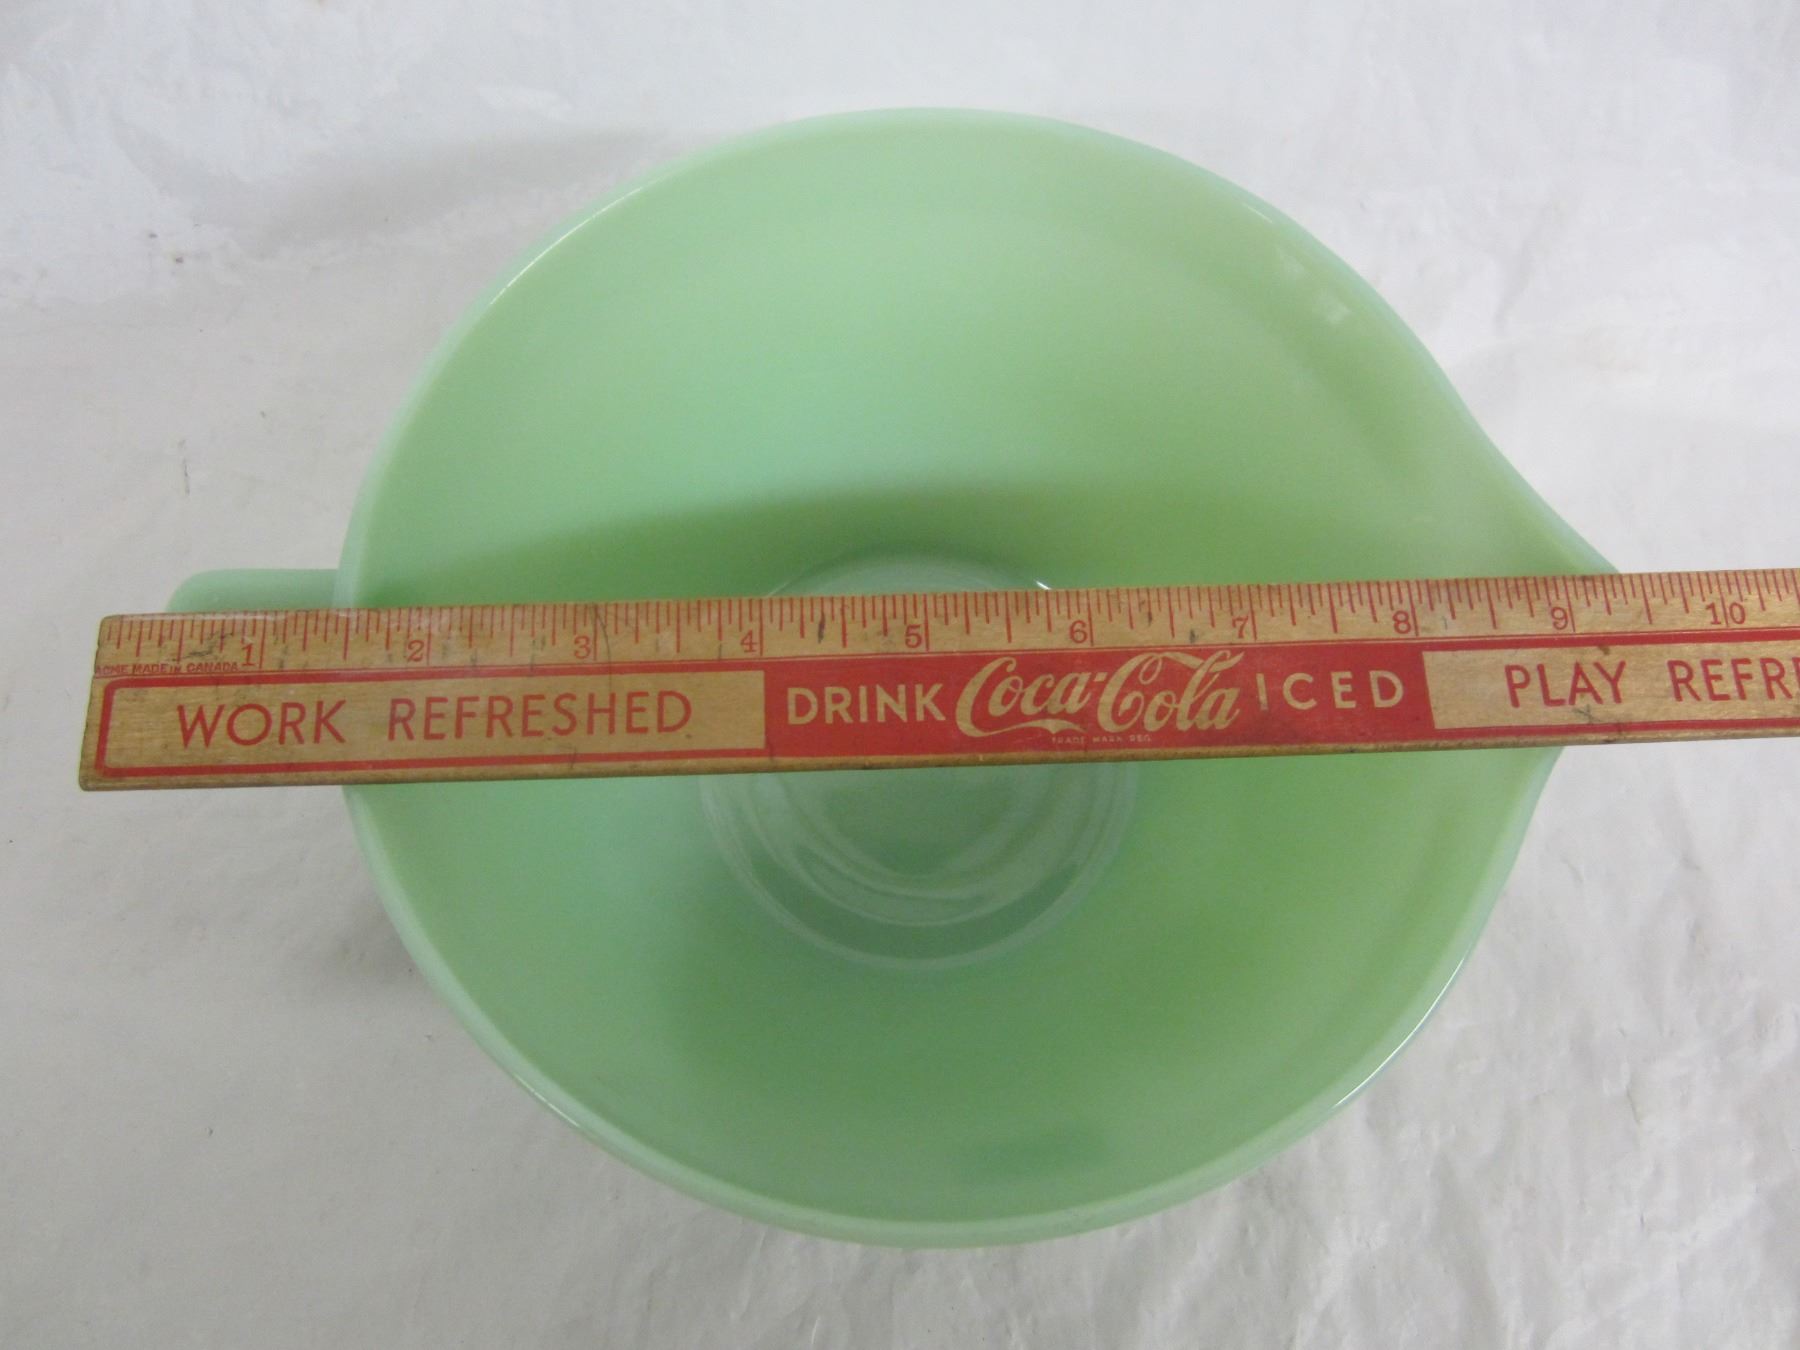 1 2 3 4 5 6 7 8 9 10
ACME MADE IN CANADA
WORK REFRESHED DRINK Coca-Cola ICED PLAY REFRE
TRADE MARK REG.